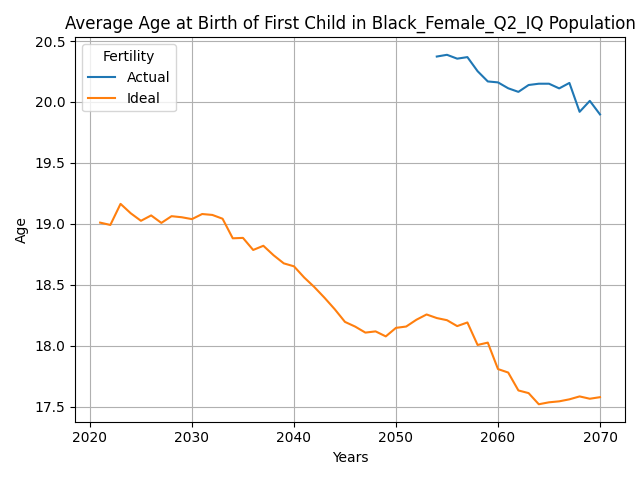 Average Age at Birth of First Child in Black_Female_Q2_IQ Population
Fertility
Actual
Ideal
20.5
20.0
19.5
19.0
18.5
18.0
17.5
Age
2020
2030
2040
2050
2060
2070
Years